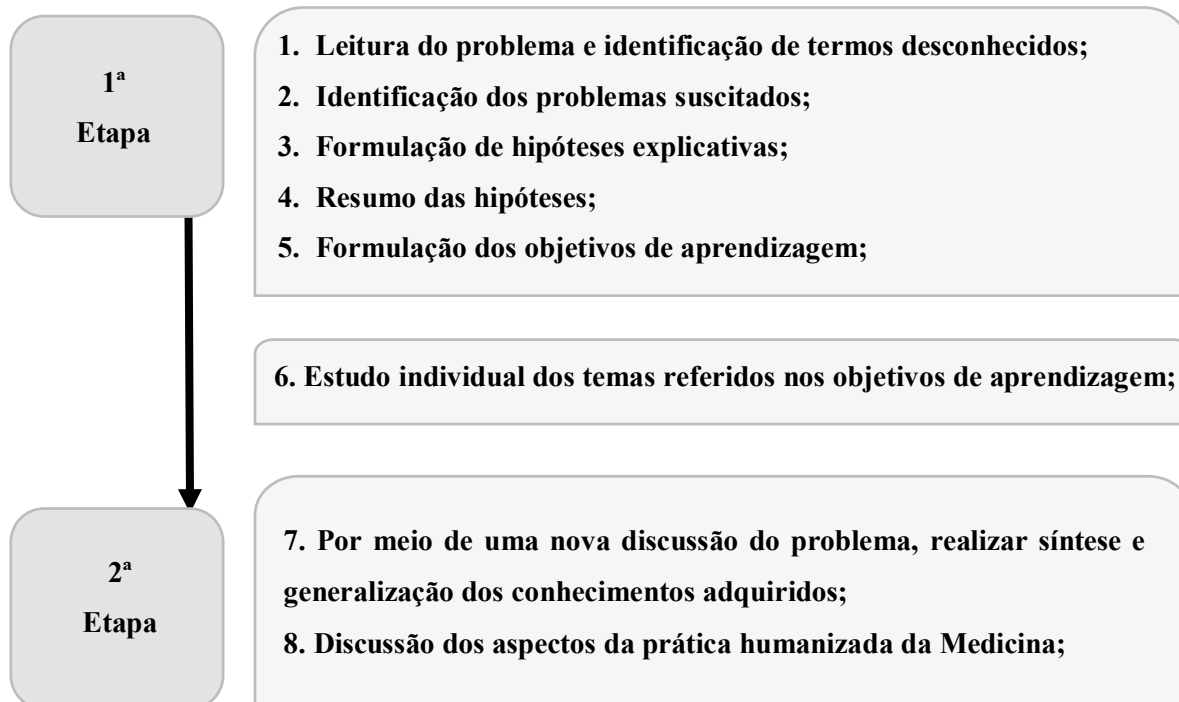 1ª
Etapa
1. Leitura do problema e identificação de termos desconhecidos;
2. Identificação dos problemas suscitados;
3. Formulação de hipóteses explicativas;
4. Resumo das hipóteses;
5. Formulação dos objetivos de aprendizagem;
6. Estudo individual dos temas referidos nos objetivos de aprendizagem;
2ª
Etapa
7. Por meio de uma nova discussão do problema, realizar síntese e
generalização dos conhecimentos adquiridos;
8. Discussão dos aspectos da prática humanizada da Medicina;